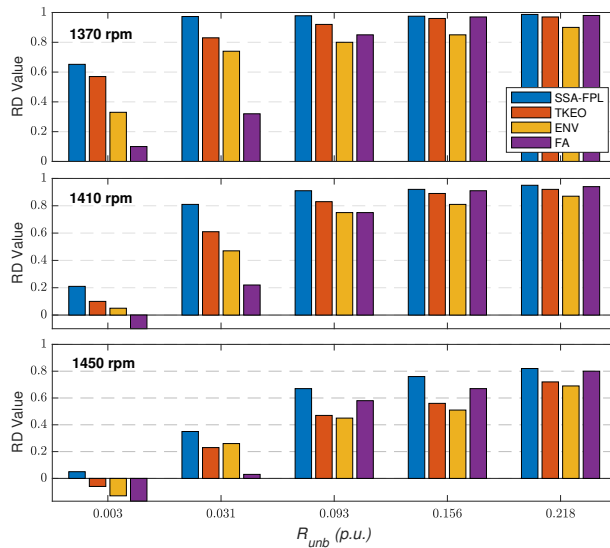 1
0.8
0.6
0.4
0.2
0
RD Value
1370 rpm
SSA-FPL
TKEO
ENV
FA
1
0.8
0.6
0.4
0.2
0
RD Value
1410 rpm
1
0.8
0.6
0.4
0.2
0
RD Value
1450 rpm
0.003 0.031 0.093 0.156 0.218
R_unb (p.u.)